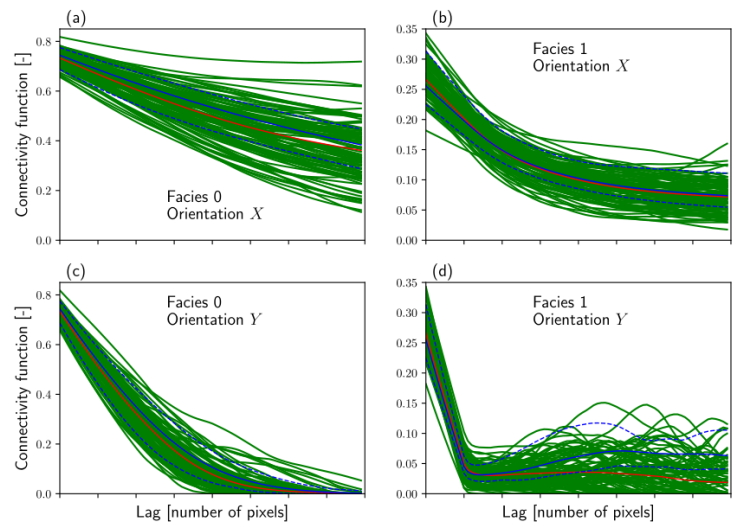 (a)
(b)
Connectivity function [-]
0.8
0.6
0.4
0.2
0.0
Facies 0
Orientation X
0.35
0.30
0.25
0.20
0.15
0.10
0.05
0.00
Facies 1
Orientation X
(c)
(d)
Connectivity function [-]
0.8
0.6
0.4
0.2
0.0
Facies 0
Orientation Y
Lag [number of pixels]
0.35
0.30
0.25
0.20
0.15
0.10
0.05
0.00
Facies 1
Orientation Y
Lag [number of pixels]